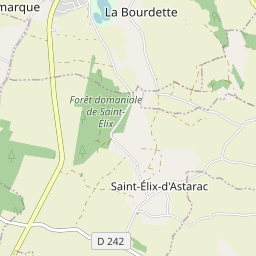 La Bourdette
marque
Forêt domaniale
de Saint-
Élix
Saint-Élix-d'Astarac
D 242